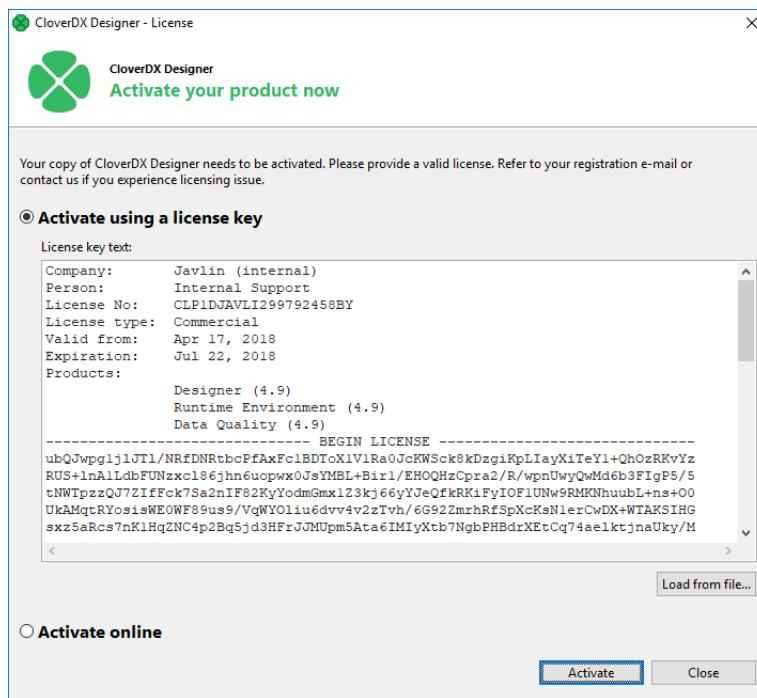 CloverDX Designer - License
CloverDX Designer
Activate your product now
Your copy of CloverDX Designer needs to be activated. Please provide a valid license. Refer to your registration e-mail or
contact us if you experience licensing issue.
Activate using a license key
License key text:
Company: Javlin (internal)
Person: Internal Support
License No: CLP1DJAVLI299792458BY
License type: Commercial
Valid from: Apr 17, 2018
Expiration: Jul 22, 2018
Products:
Designer (4.9)
Runtime Environment (4.9)
Data Quality (4.9)
------------------------------- BEGIN LICENSE -------------------------------
Load from file...
Activate online
Activate Close